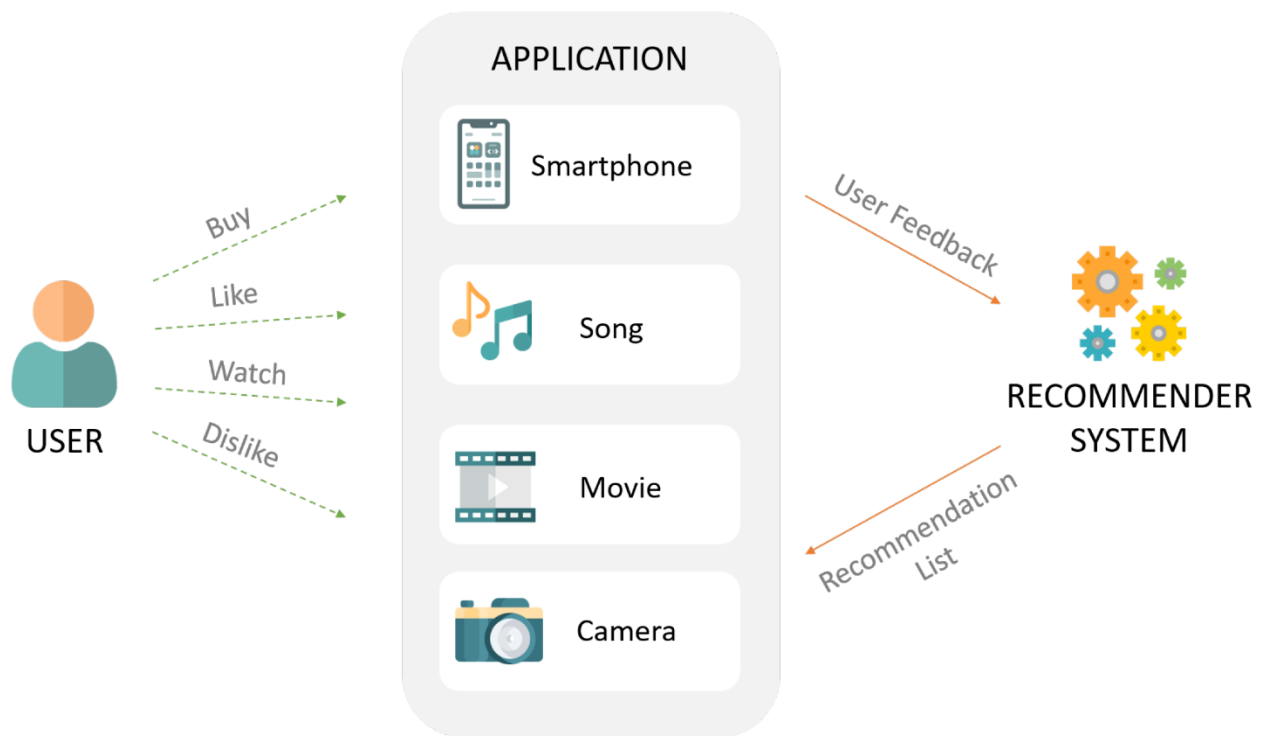 APPLICATION
Smartphone
Song
Movie
Camera
Buy
Like
Watch
Dislike
USER
User Feedback
RECOMMENDER
SYSTEM
Recommendation
List